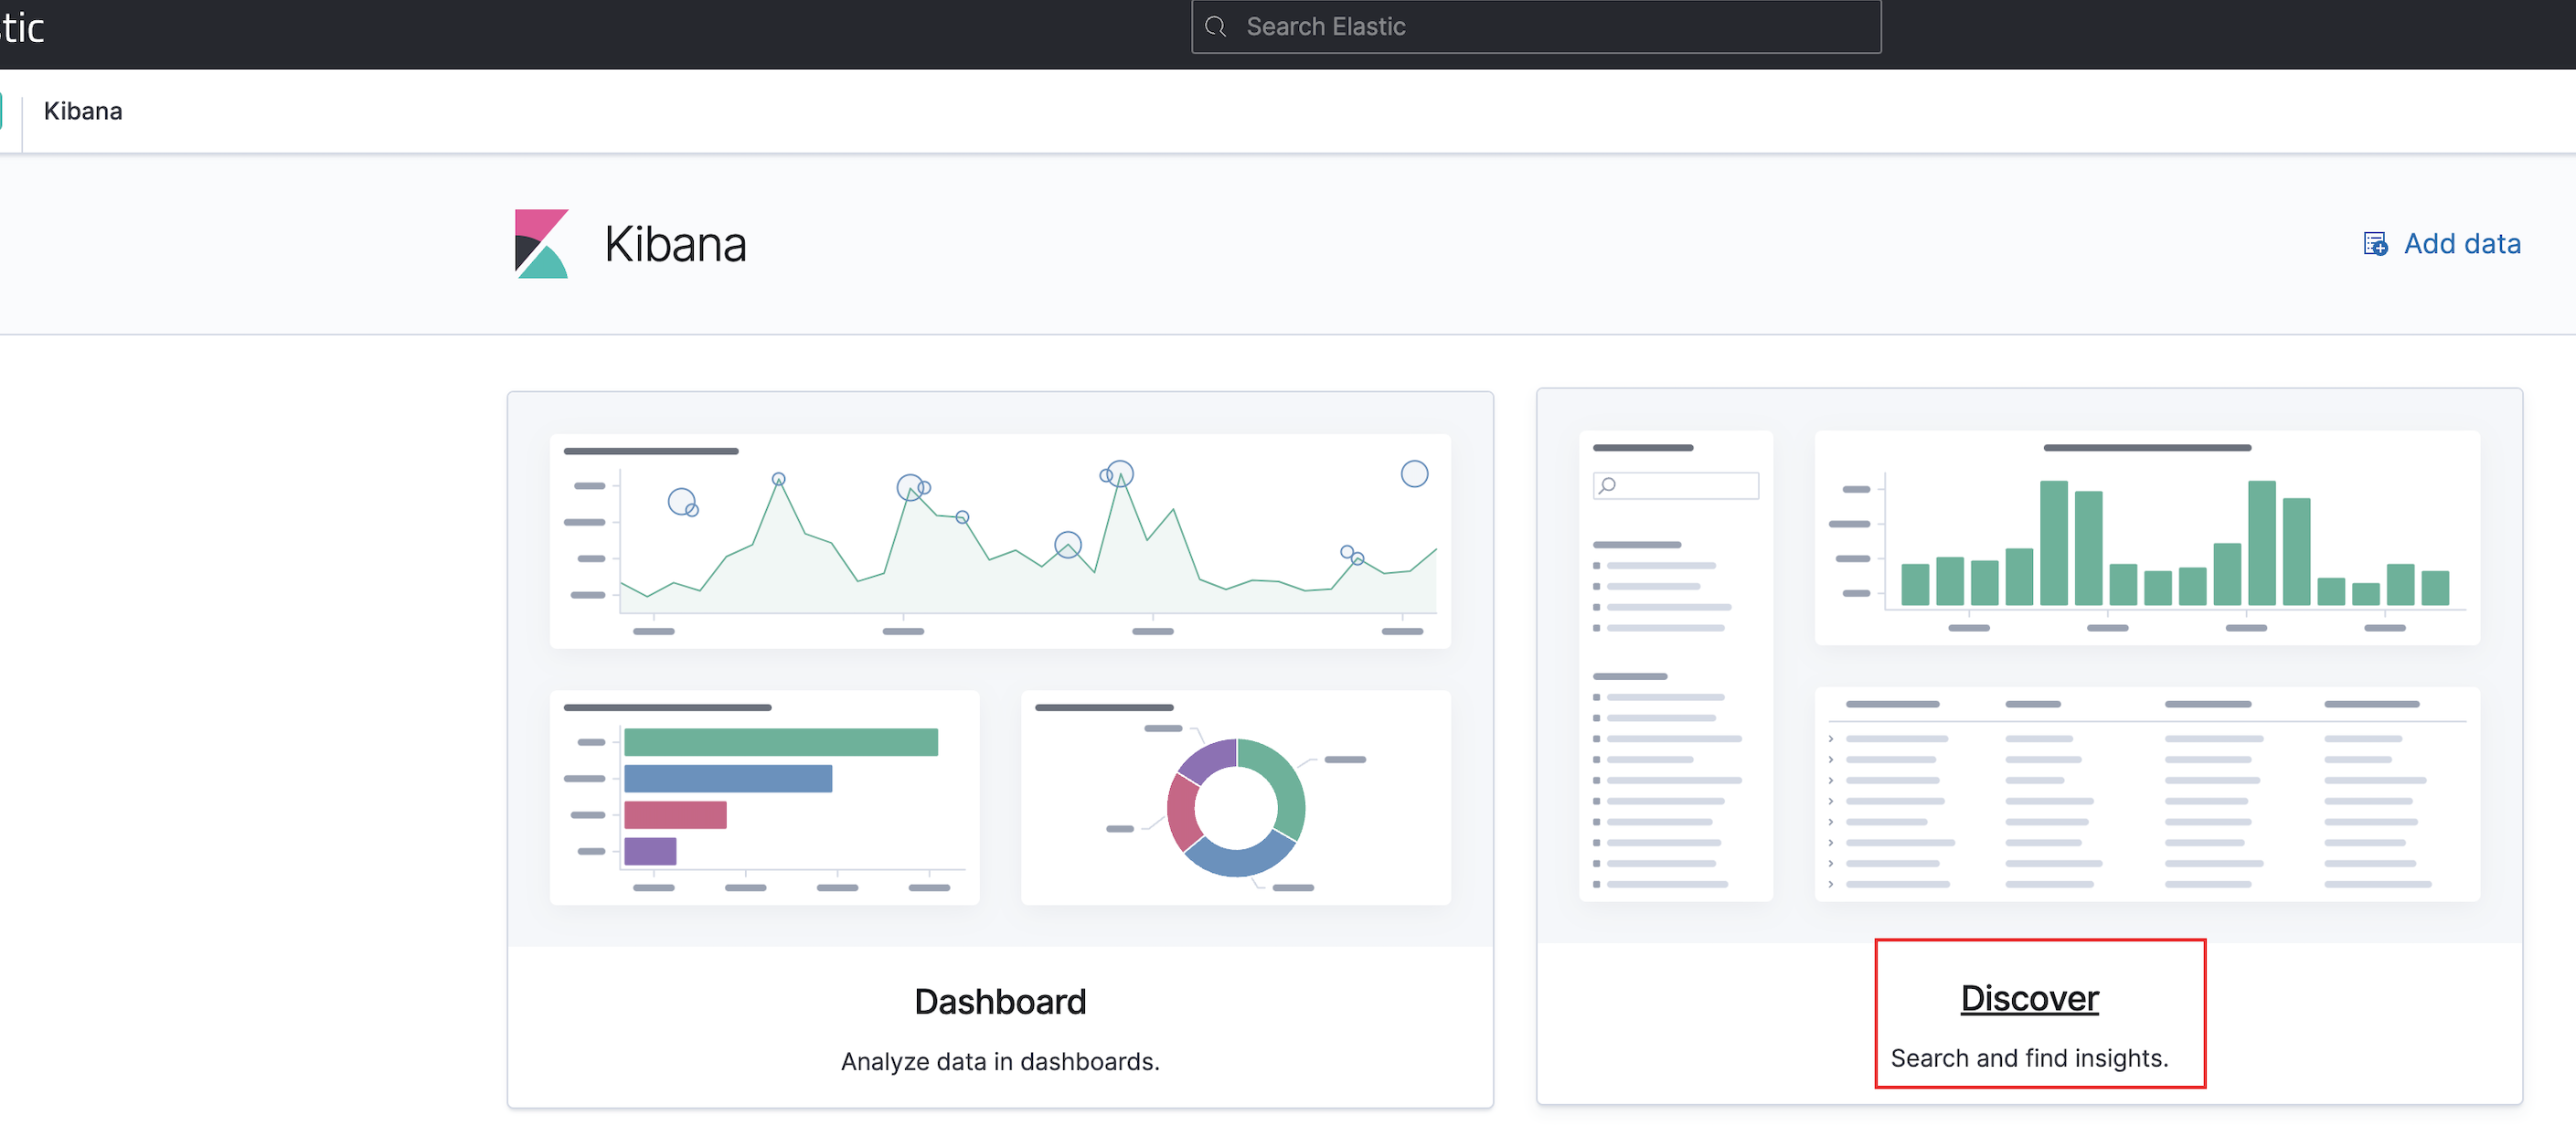 tic
Search Elastic
Kibana
Kibana
Add data
Dashboard
Analyze data in dashboards.
Discover
Search and find insights.